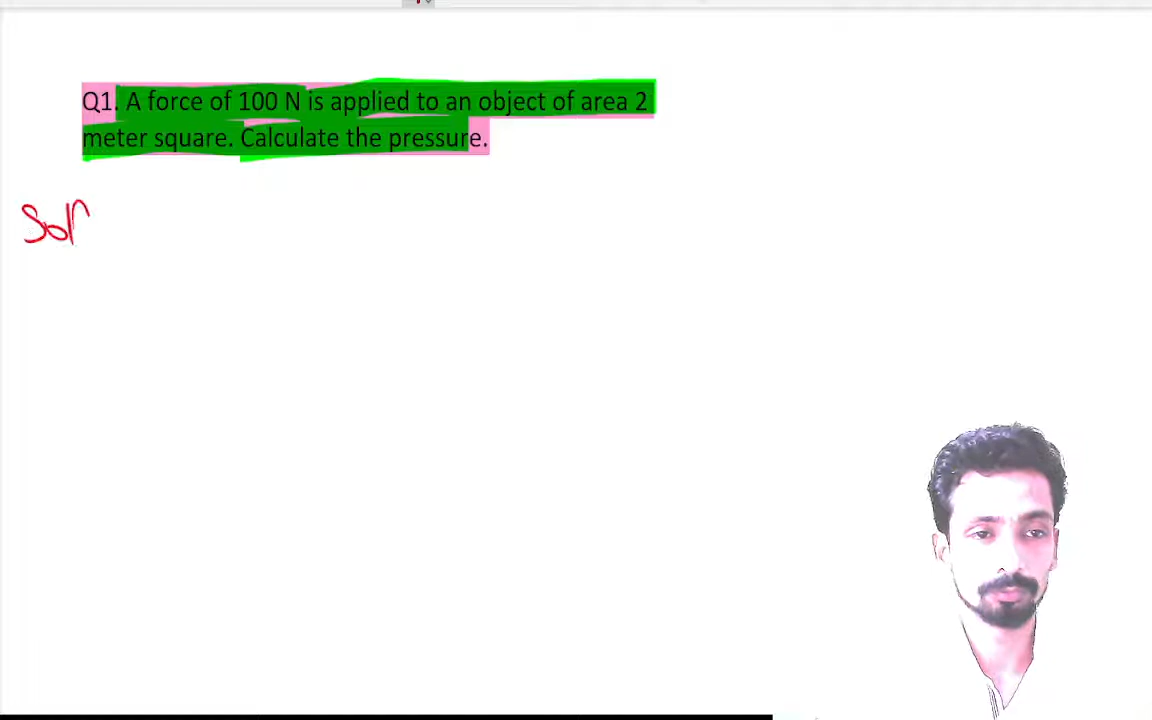 Q1. A force of 100 N is applied to an object of area 2
meter square. Calculate the pressure.
Sol